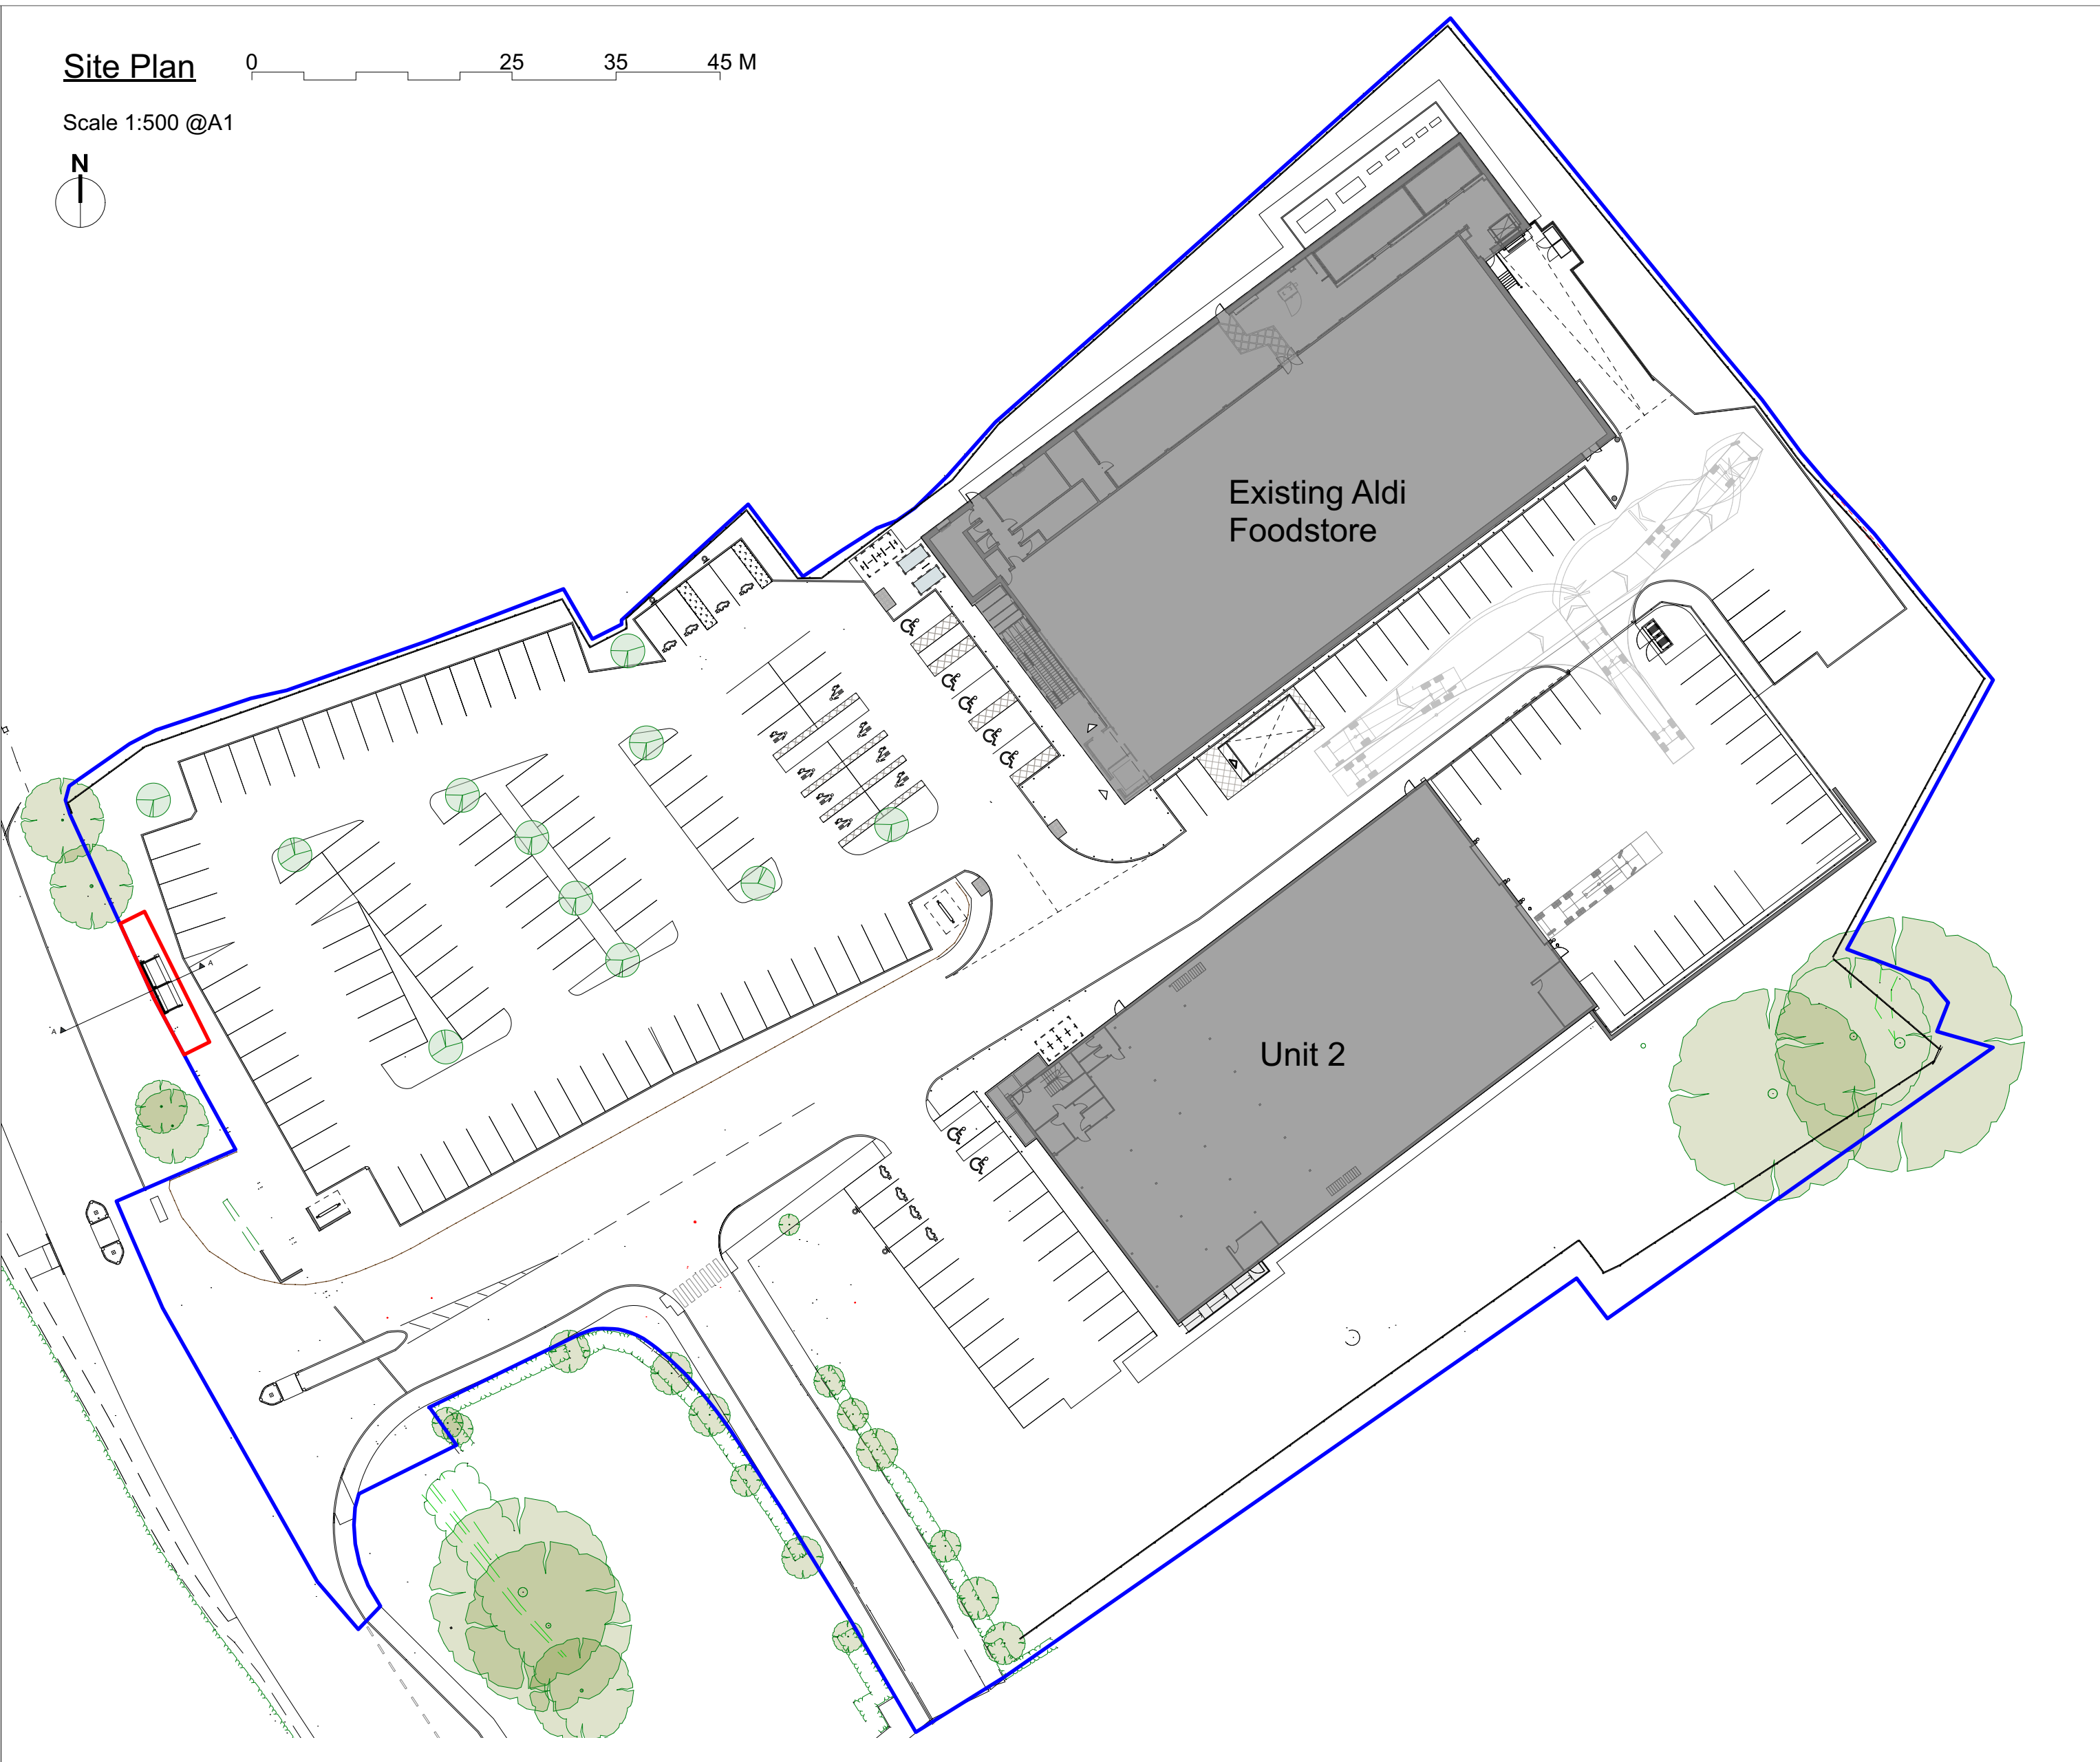 Site Plan
0 25 35 45 M
Scale 1:500 @A1
N
Existing Aldi
Foodstore
A
A
Unit 2